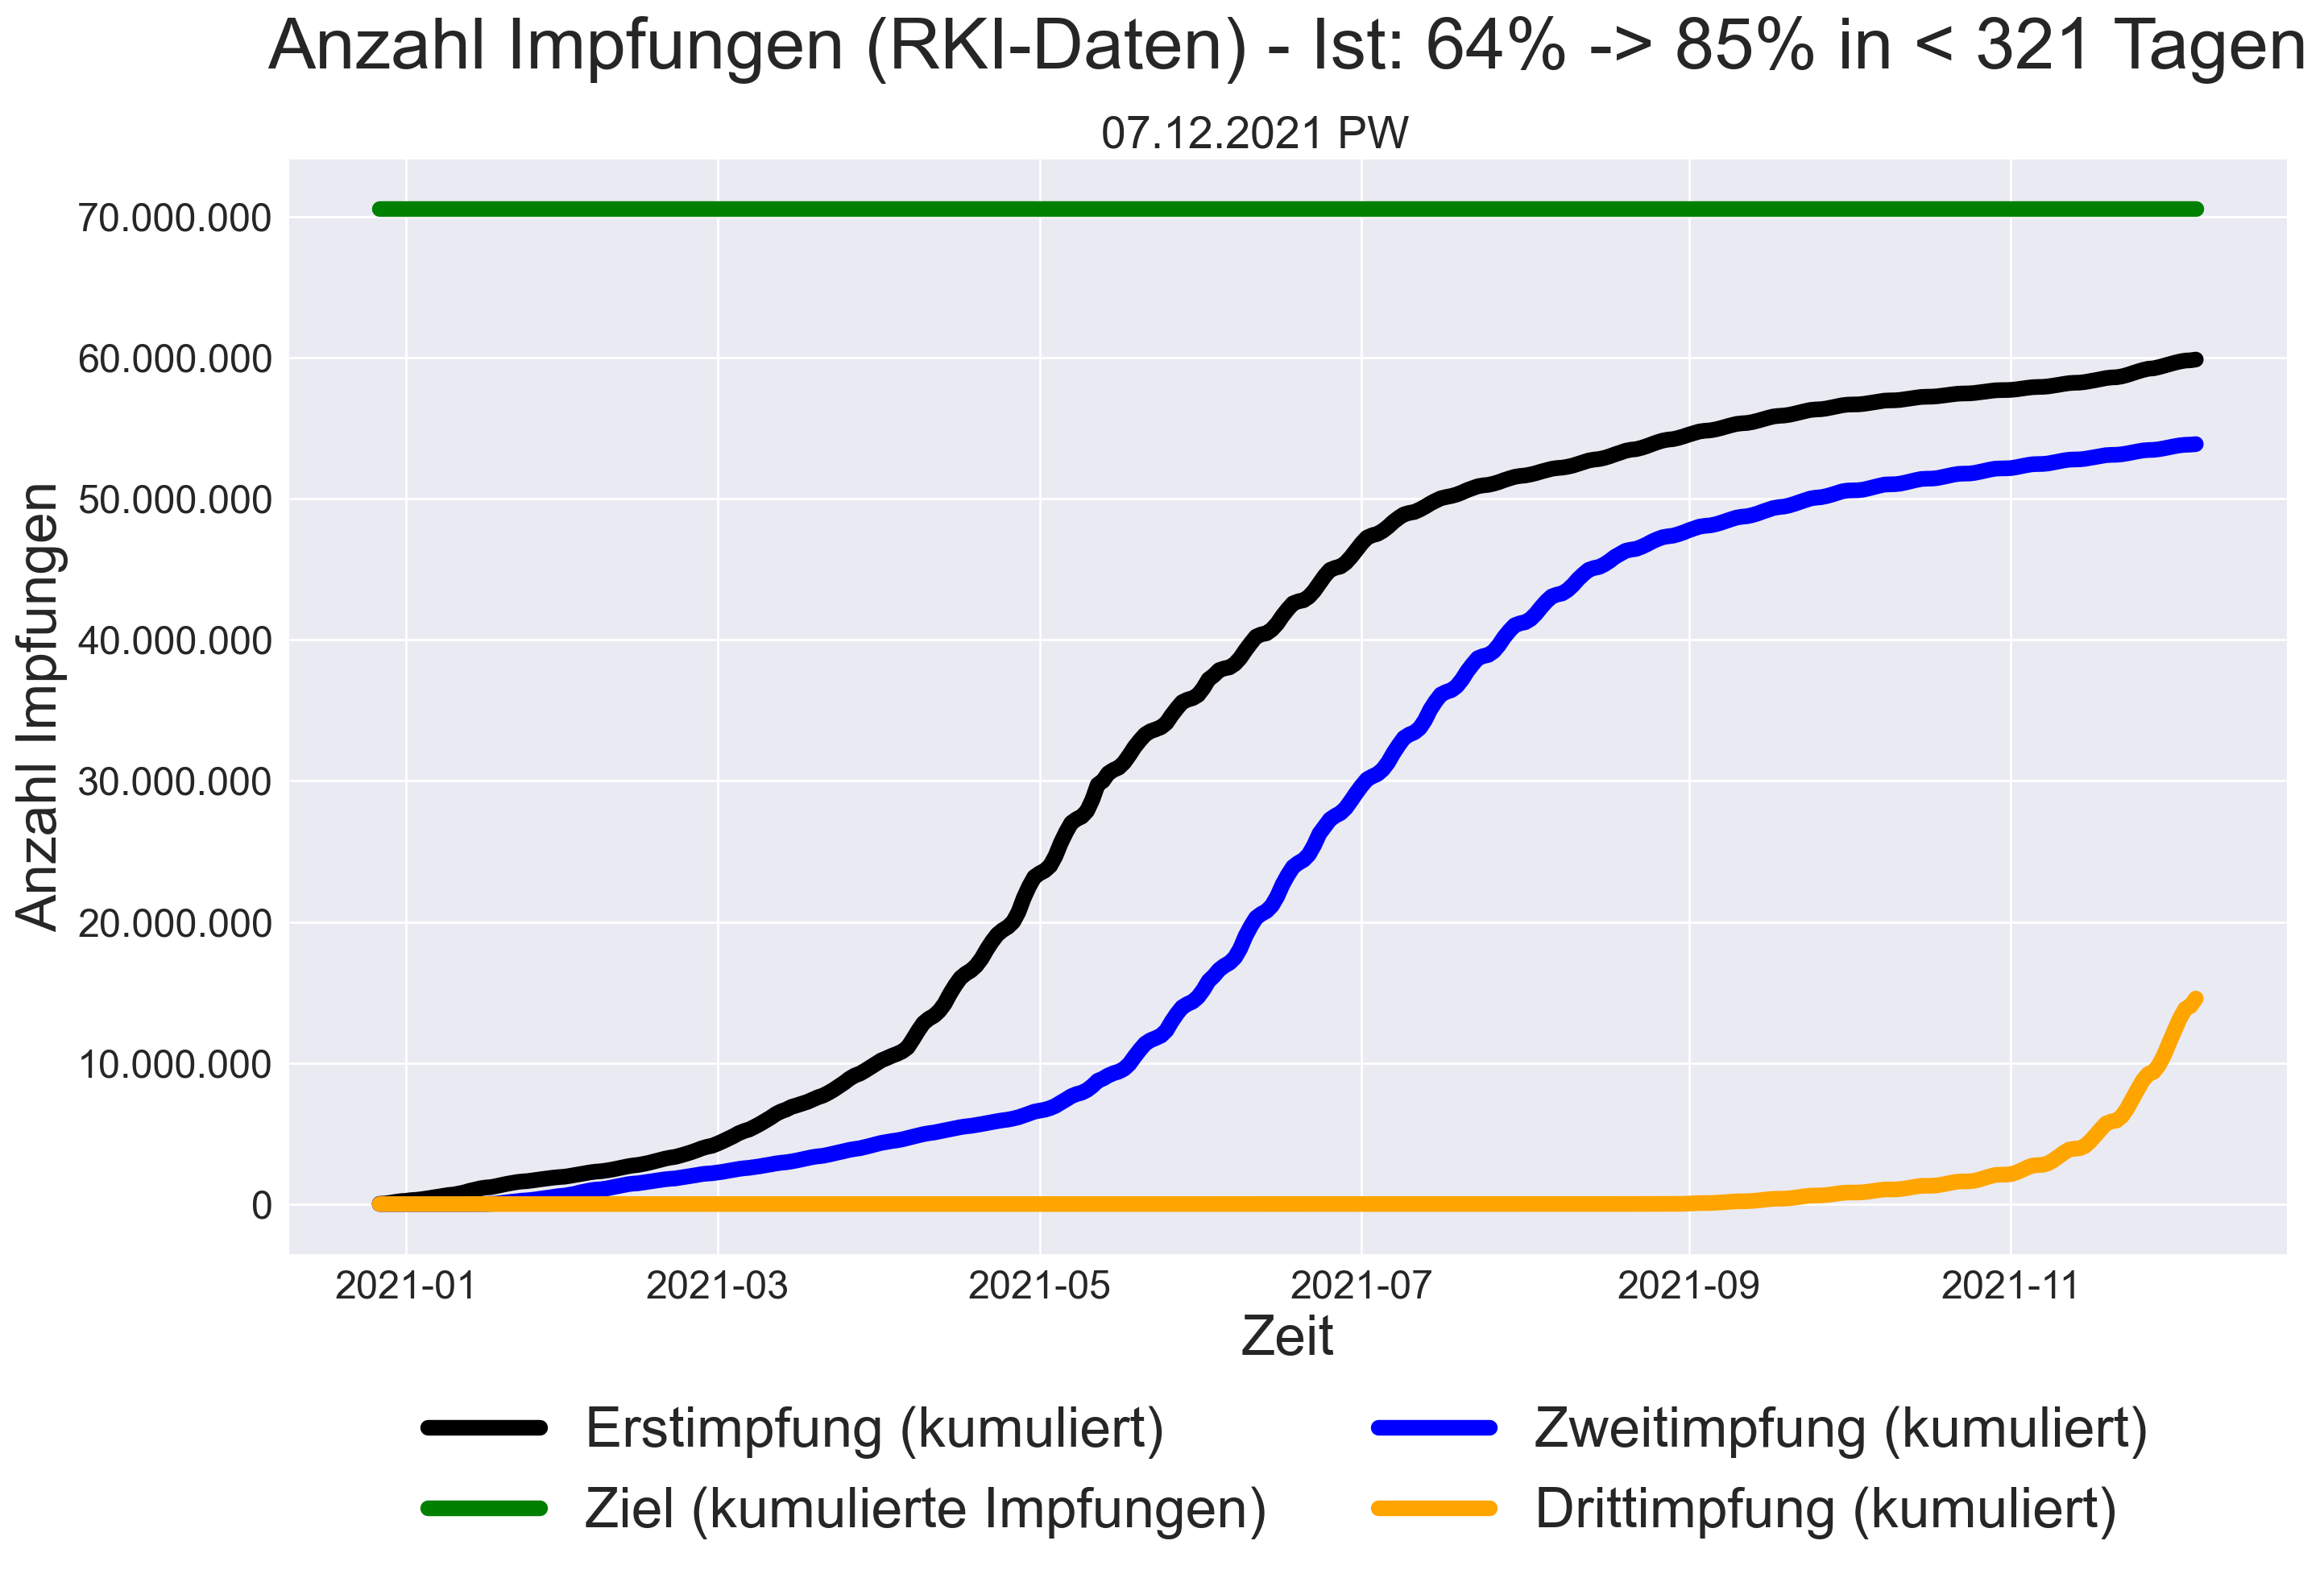 Anzahl Impfungen (RKI-Daten) - Ist: 64% -> 85% in < 321 Tagen
07.12.2021 PW
Anzahl Impfungen
70.000.000
60.000.000
50.000.000
40.000.000
30.000.000
20.000.000
10.000.000
0
2021-01 2021-03 2021-05 2021-07 2021-09 2021-11
Zeit
Erstimpfung (kumuliert) Zweitimpfung (kumuliert)
Ziel (kumulierte Impfungen) Drittimpfung (kumuliert)